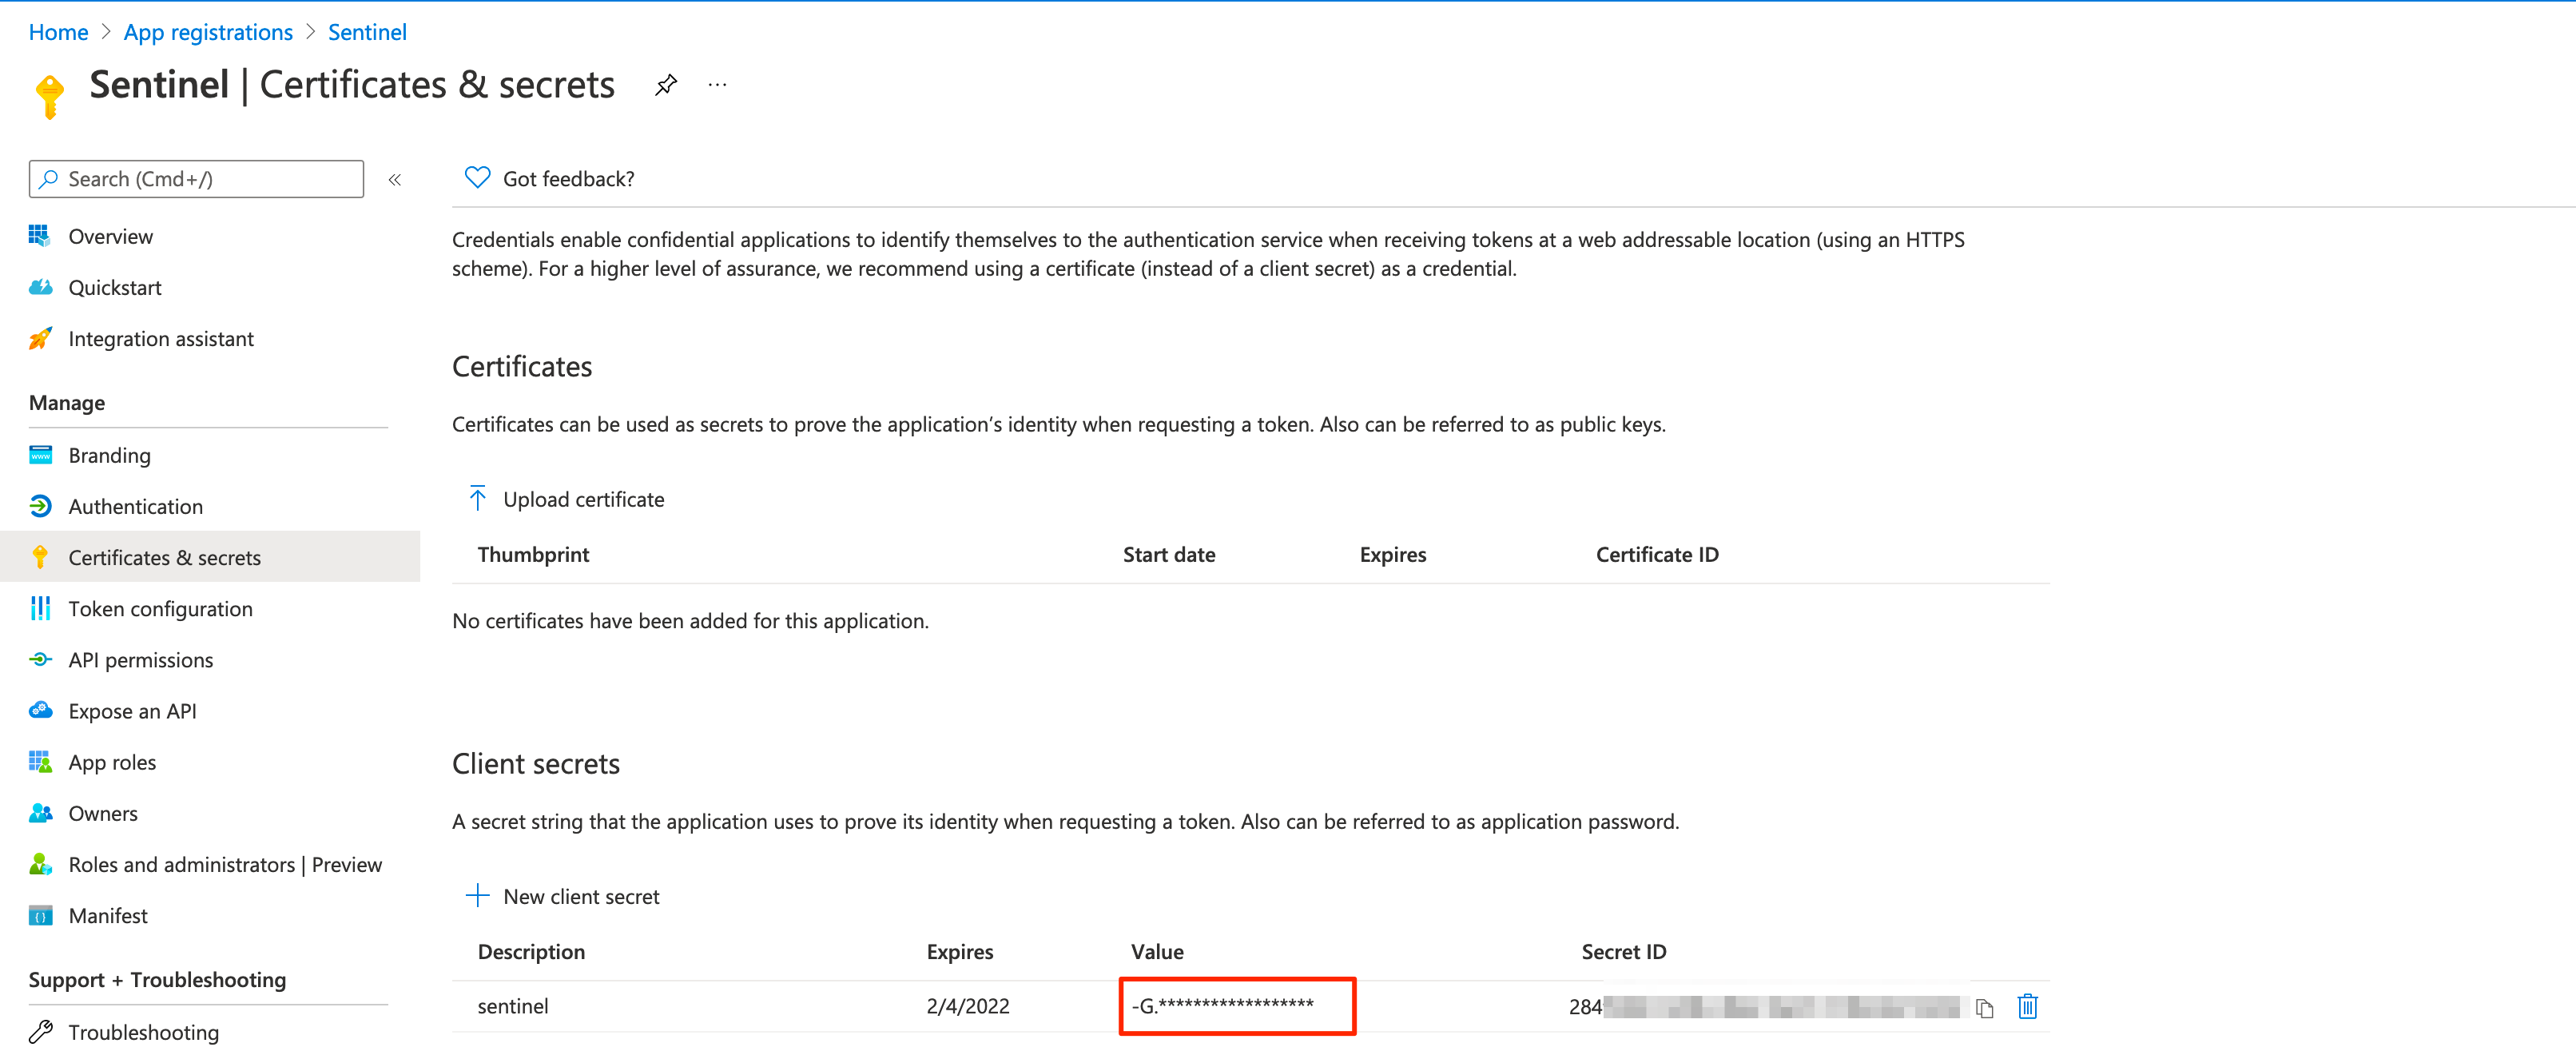 Home > App registrations > Sentinel
Sentinel | Certificates & secrets ...
Search (Cmd+/) «
Overview
Quickstart
Integration assistant
Manage
Branding
Authentication
Certificates & secrets
Token configuration
API permissions
Expose an API
App roles
Owners
Roles and administrators | Preview
Manifest
Support + Troubleshooting
Troubleshooting
Got feedback?
Credentials enable confidential applications to identify themselves to the authentication service when receiving tokens at a web addressable location (using an HTTPS
scheme). For a higher level of assurance, we recommend using a certificate (instead of a client secret) as a credential.
Certificates
Certificates can be used as secrets to prove the application’s identity when requesting a token. Also can be referred to as public keys.
Upload certificate
Thumbprint Start date Expires Certificate ID
No certificates have been added for this application.
Client secrets
A secret string that the application uses to prove its identity when requesting a token. Also can be referred to as application password.
New client secret
Description Expires Value Secret ID
sentinel 2/4/2022 -G.****************** 284